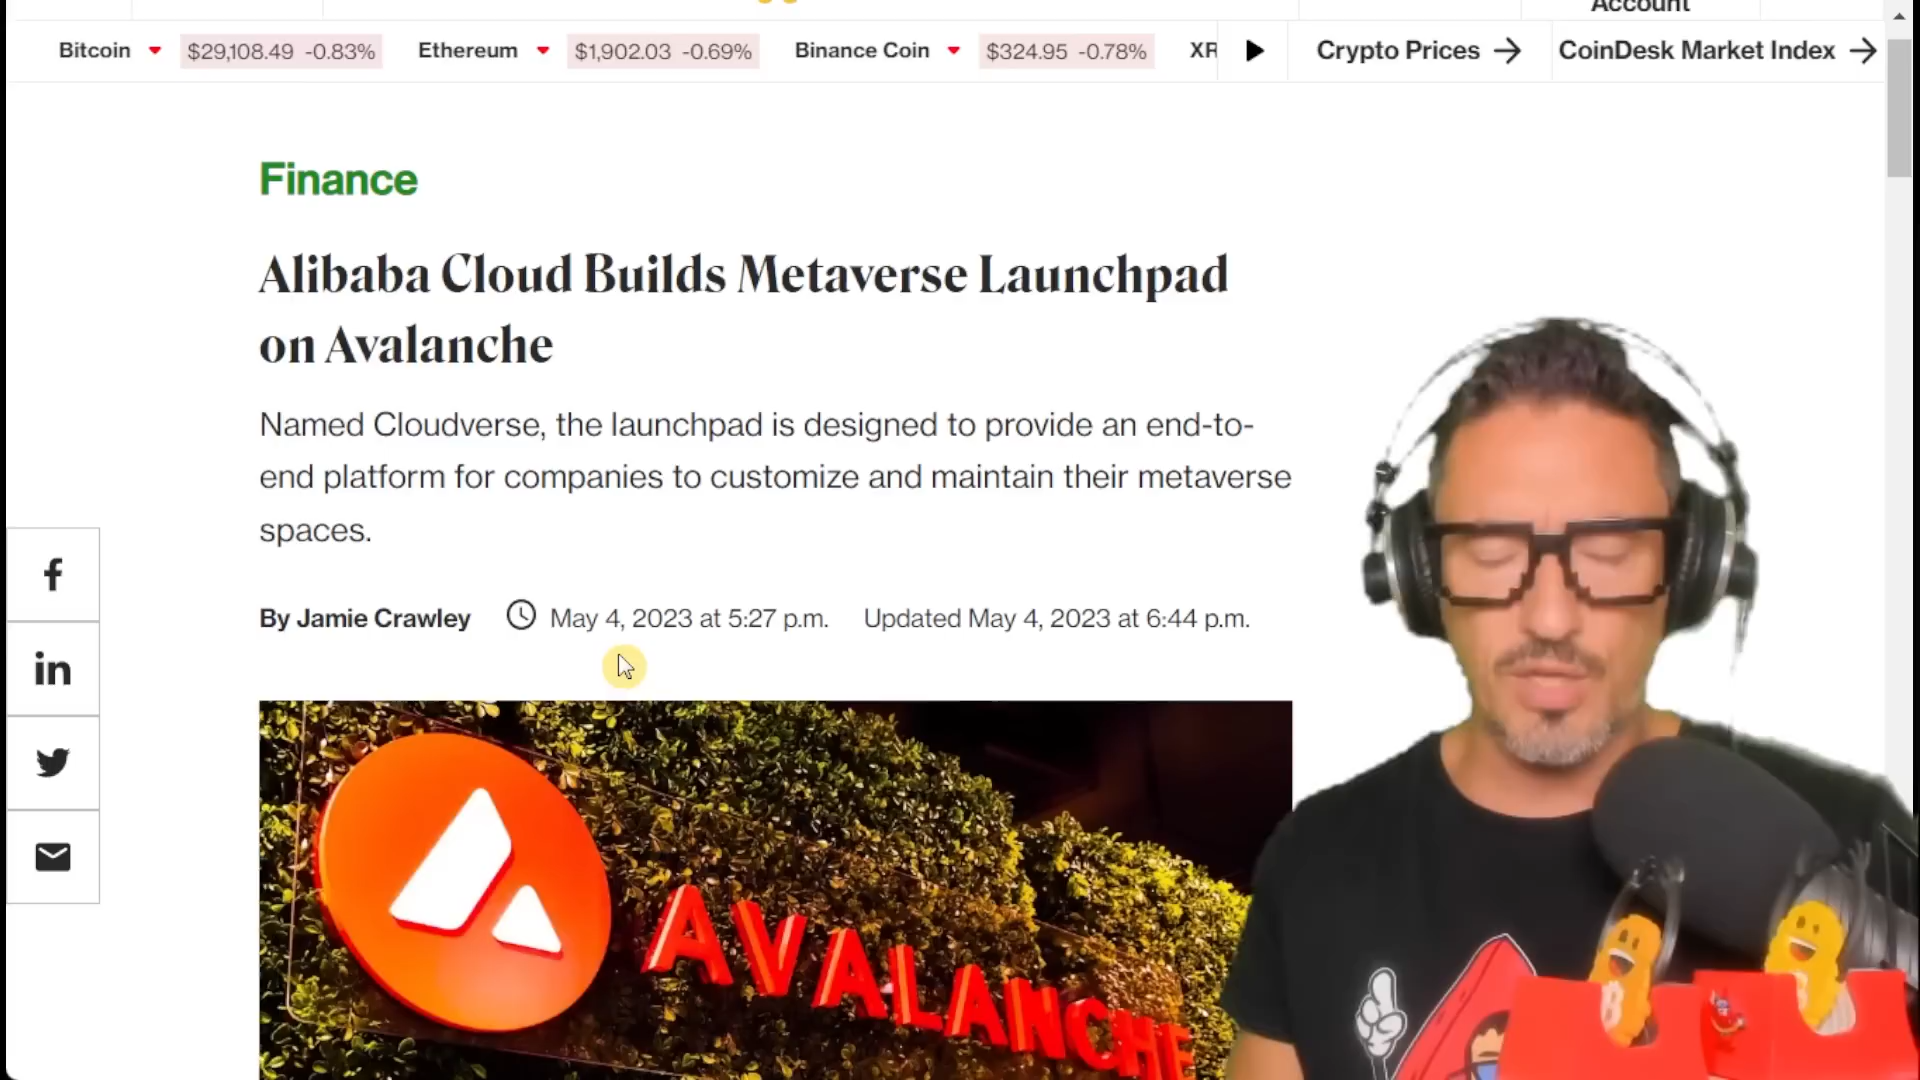 Account
Bitcoin $29,108.49 -0.83% Ethereum $1,902.03 -0.69% Binance Coin $324.95 -0.78% XR Crypto Prices → CoinDesk Market Index →
Finance
Alibaba Cloud Builds Metaverse Launchpad
on Avalanche
Named Cloudverse, the launchpad is designed to provide an end-to-
end platform for companies to customize and maintain their metaverse
spaces.
By Jamie Crawley May 4, 2023 at 5:27 p.m. Updated May 4, 2023 at 6:44 p.m.
f
in
AVALANCHE